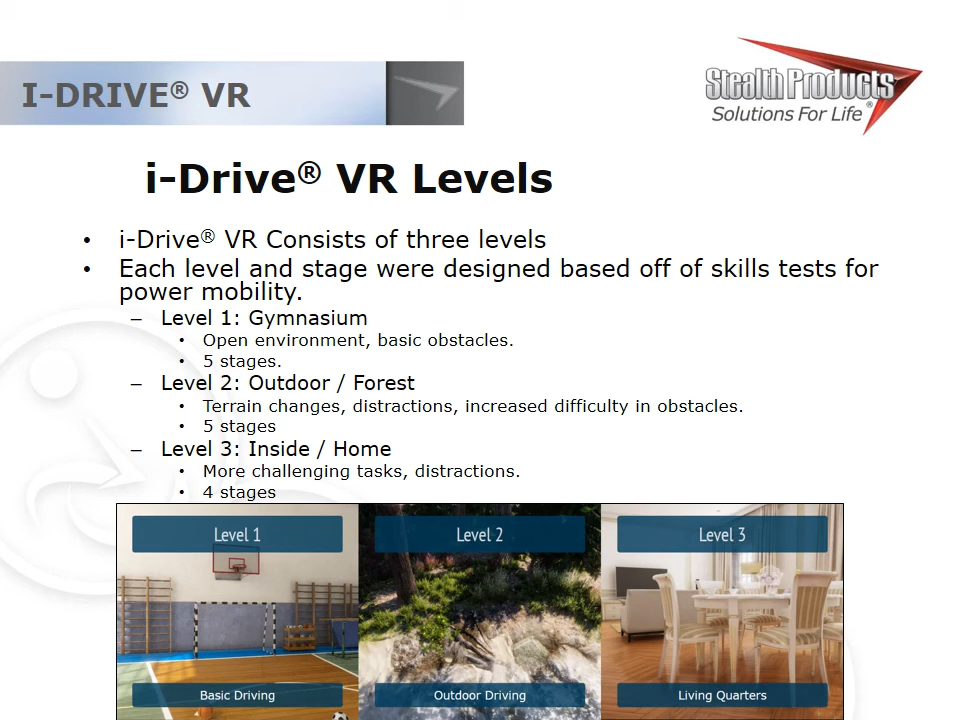 I-DRIVE® VR
Stealth Products®
Solutions For Life
i-Drive® VR Levels
• i-Drive® VR Consists of three levels
• Each level and stage were designed based off of skills tests for
power mobility.
– Level 1: Gymnasium
• Open environment, basic obstacles.
• 5 stages.
– Level 2: Outdoor / Forest
• Terrain changes, distractions, increased difficulty in obstacles.
• 5 stages
– Level 3: Inside / Home
• More challenging tasks, distractions.
• 4 stages
Level 1 Level 2 Level 3
Basic Driving Outdoor Driving Living Quarters